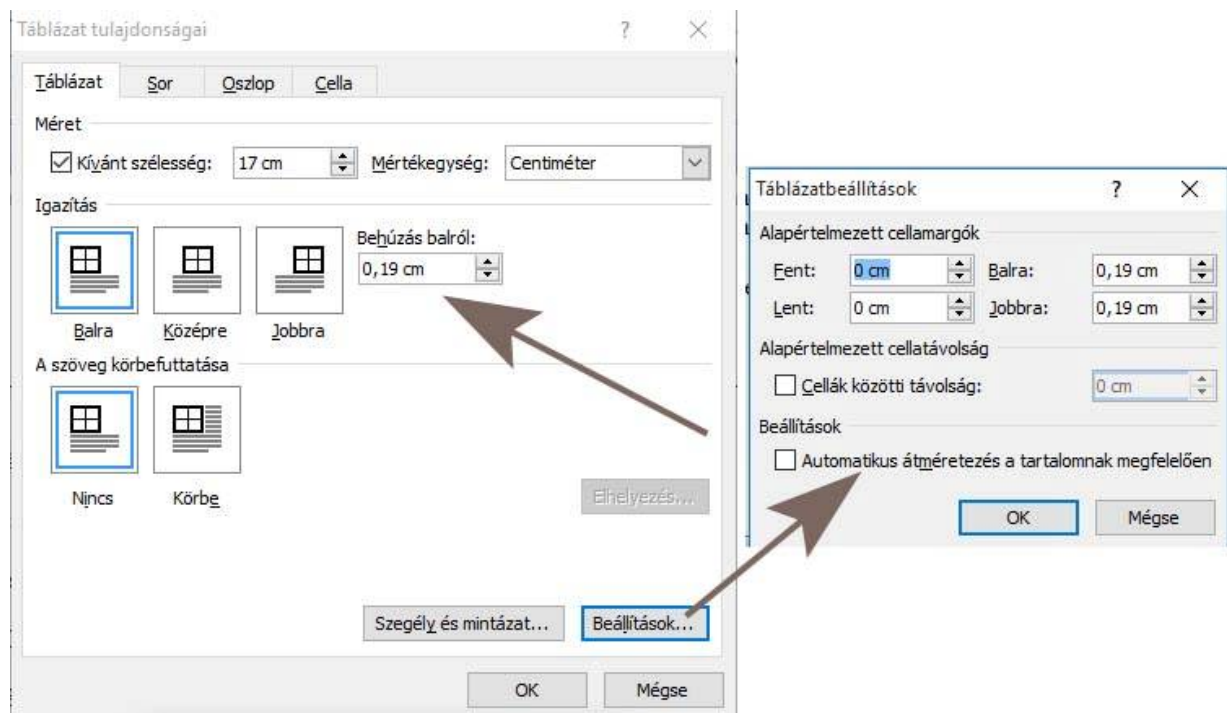 Táblázat tulajdonságai
Táblázat Sor Oszlop Cella
Méret
Kívánt szélesség: 17 cm Mértékegység: Centiméter
Igazítás
Behúzás balról:
0,19 cm
Balra Középre Jobbra
A szöveg körbefuttatása
Nincs Körbe
Elhelyezés...
Szegély és mintázat... Beállítások...
OK Mégse
Táblázatbeállítások
Alapértelmezett cellamargók
Fent: 0 cm Balra: 0,19 cm
Lent: 0 cm Jobbra: 0,19 cm
Alapértelmezett cellatávolság
Cellák közötti távolság: 0 cm
Beállítások
Automatikus átméretezés a tartalomnak megfelelően
OK Mégse